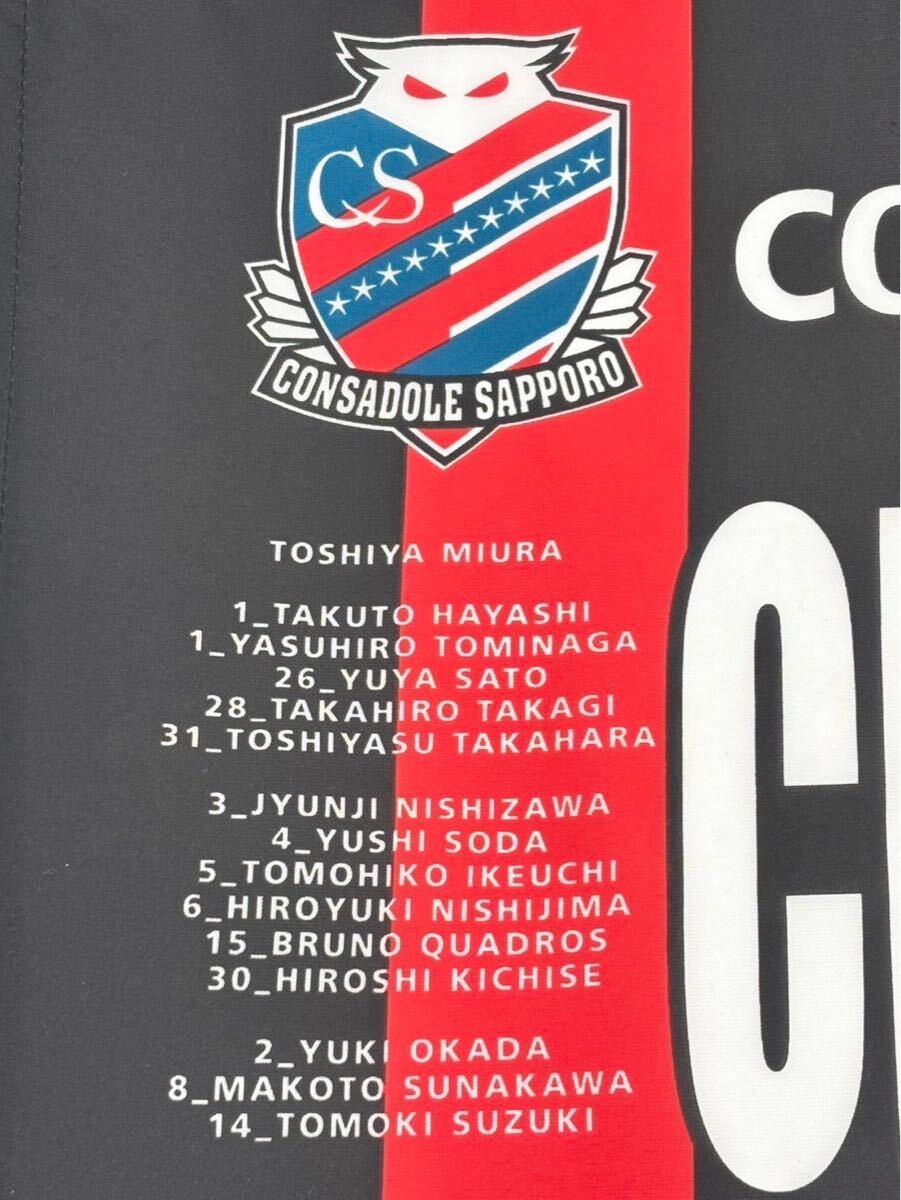 CS
CONSADOLE SAPPORO
TOSHIYA MIURA
1_TAKUTO HAYASHI
1_YASUHIRO TOMINAGA
26_YUYA SATO
28_TAKAHIRO TAKAGI
31_TOSHIYASU TAKAHARA
3_JYUNJI NISHIZAWA
4_YUSHI SODA
5_TOMOHIKO IKEUCHI
6_HIROYUKI NISHIJIMA
15_BRUNO QUADROS
30_HIROSHI KICHISE
2_YUKI OKADA
8_MAKOTO SUNAKAWA
14_TOMOKI SUZUKI